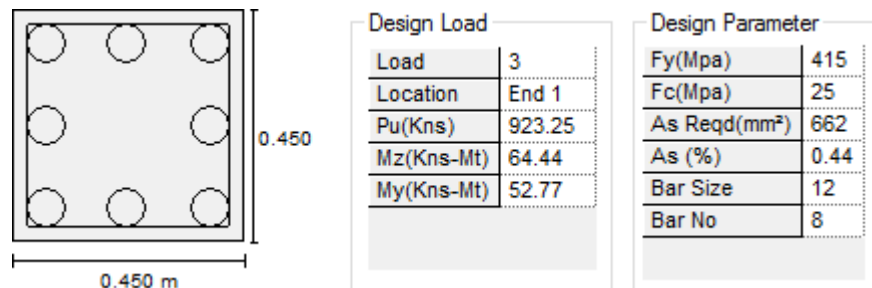 0.450
0.450 m
Design Load
Load 3
Location End 1
Pu(Kns) 923.25
Mz(Kns-Mt) 64.44
My(Kns-Mt) 52.77
Design Parameter
Fy(Mpa) 415
Fc(Mpa) 25
As Reqd(mm²) 662
As (%) 0.44
Bar Size 12
Bar No 8